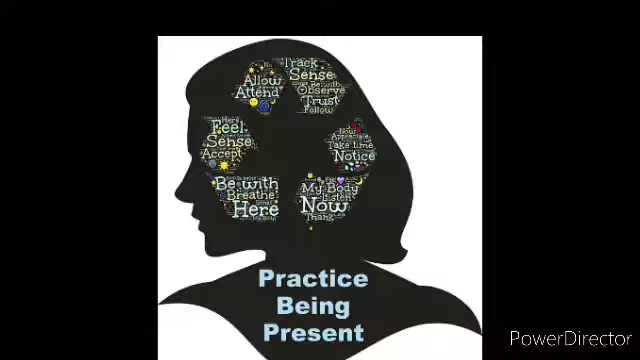 Track
Allow Sense
Attend Observe
Trust
Follow
Feel Now
Sense Appreciate
Accept Take time
Notice
Be with My Body
Breathe Listen
Here Now
Thank
Practice
Being
Present
PowerDirector